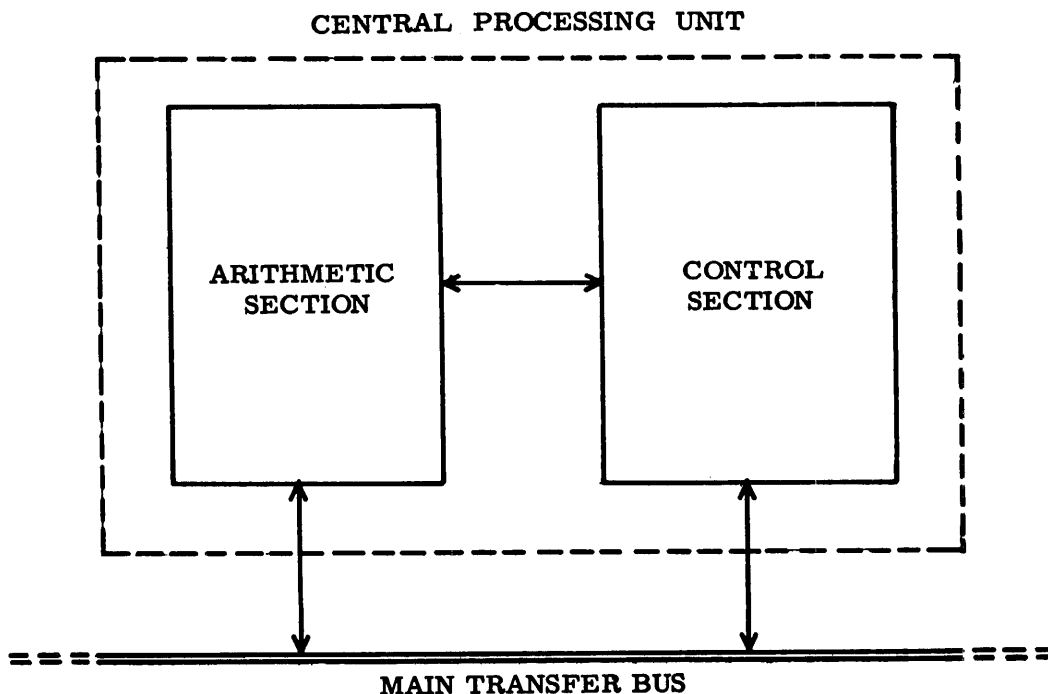 CENTRAL PROCESSING UNIT
ARITHMETIC
SECTION
CONTROL
SECTION
MAIN TRANSFER BUS